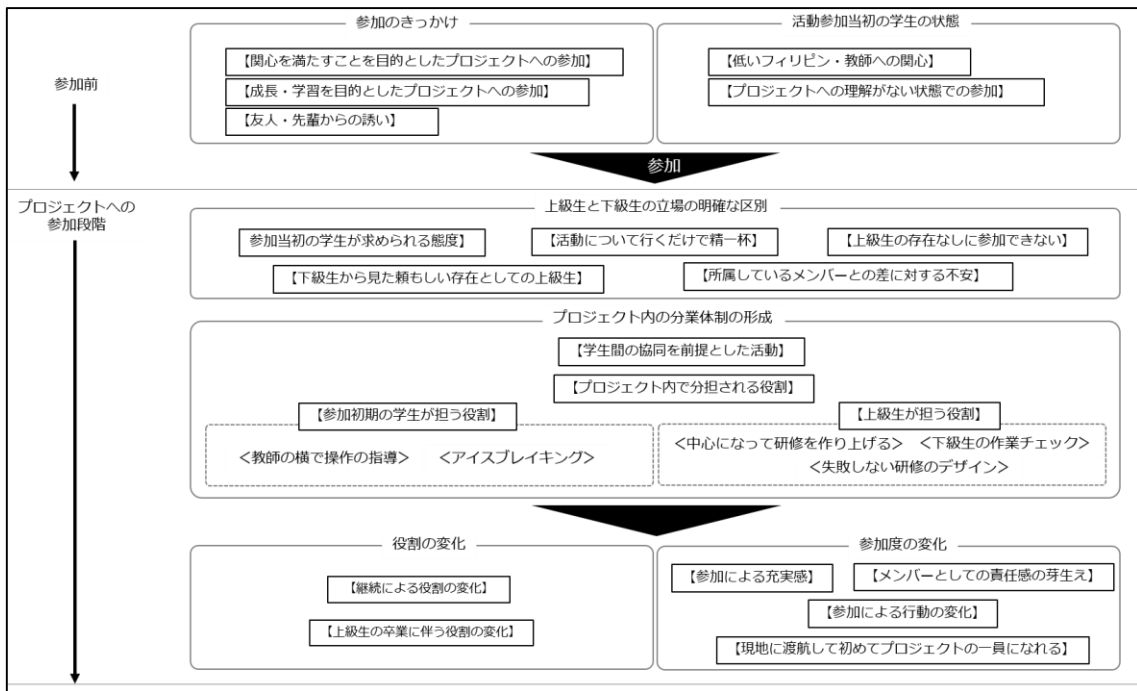 参加のきっかけ
【関心を満たすことを目的としたプロジェクトへの参加】
【成長・学習を目的としたプロジェクトへの参加】
【友人・先輩からの誘い】
活動参加当初の学生の状態
【低いフィリピン・教師への関心】
【プロジェクトへの理解がない状態での参加】
参加前
参加
プロジェクトへの
参加段階
上級生と下級生の立場の明確な区別
参加当初の学生が求められる態度】
【活動について行くだけで精一杯】
【上級生の存在なしに参加できない】
【下級生から見た頼もしい存在としての上級生】
【所属しているメンバーとの差に対する不安】
プロジェクト内の分業体制の形成
【学生間の協同を前提とした活動】
【プロジェクト内で分担される役割】
【参加初期の学生が担う役割】
<教師の横で操作の指導>
<アイスブレイキング>
【上級生が担う役割】
<中心になって研修を作り上げる>
<下級生の作業チェック>
<失敗しない研修のデザイン>
役割の変化
【継続による役割の変化】
【上級生の卒業に伴う役割の変化】
参加度の変化
【参加による充実感】
【メンバーとしての責任感の芽生え】
【参加による行動の変化】
【現地に渡航して初めてプロジェクトの一員になれる】